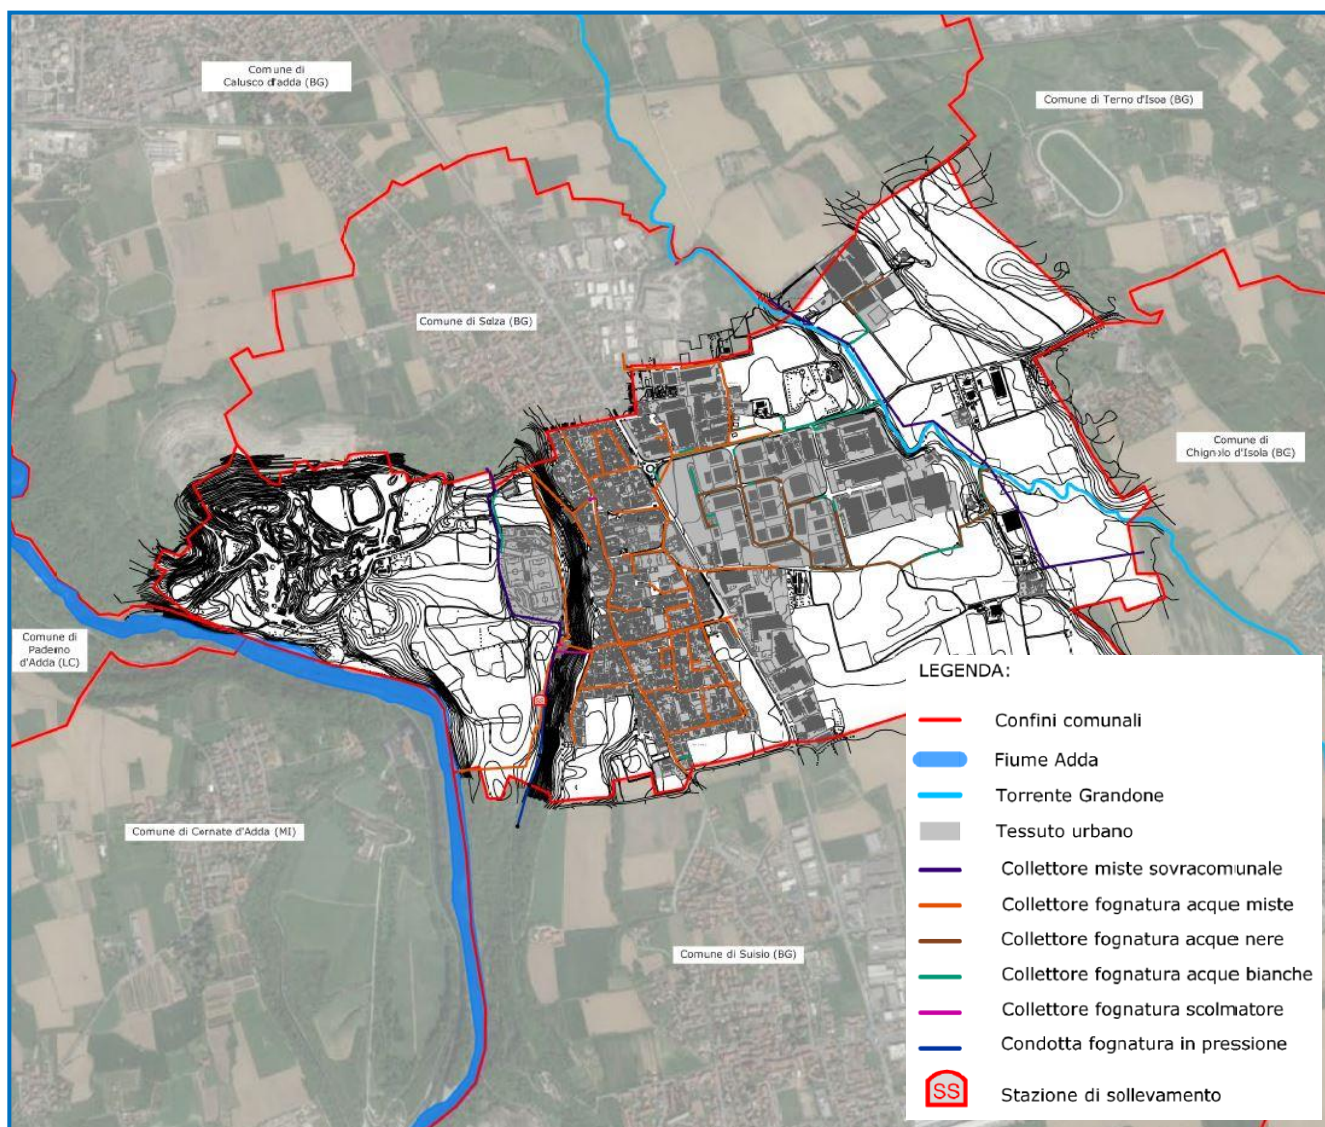 Comune di
Calusco d'adda (BG)
Comune di Terno d'Isoa (BG)
Comune di Solza (BG)
Comune di
Chignolo d'Isola (BG)
Comune di
Paderno
d'Adda (LC)
Comune di Cornate d'Adda (MI)
Comune di Suisio (BG)
SS
LEGENDA:
Confini comunali
Fiume Adda
Torrente Grandone
Tessuto urbano
Collettore miste sovracomunale
Collettore fognatura acque miste
Collettore fognatura acque nere
Collettore fognatura acque bianche
Collettore fognatura scolmatore
Condotta fognatura in pressione
SS
Stazione di sollevamento